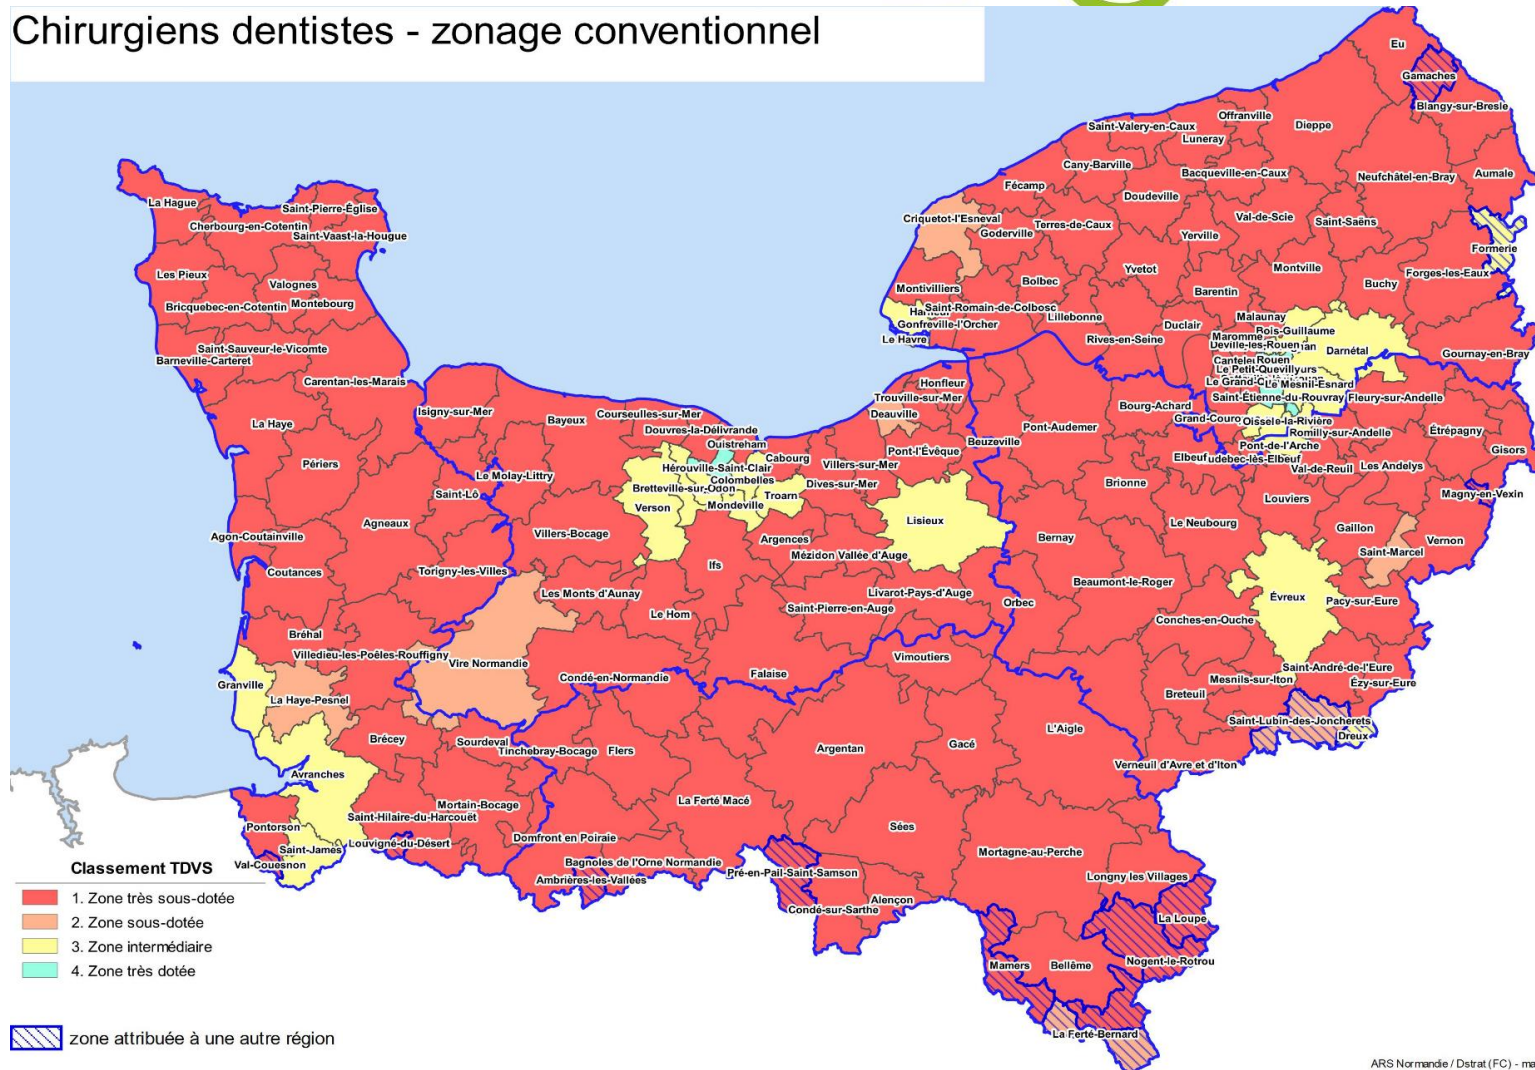 Chirurgiens dentistes - zonage conventionnel
Eu
Gamaches
Blangy-sur-Bresle
Offranville
Saint-Valery-en-Caux
Dieppe
Luneray
Cany-Barville
Bacqueville-en-Caux
Neufchâtel-en-Bray
Aumale
Fécamp
Doudeville
La Hague
Saint-Pierre-Église
Criquetot-l'Esneval
Terres-de-Caux
Val-de-Scie
Saint-Saëns
Cherbourg-en-Cotentin
Goderville
Yerville
Saint-Vaast-la-Hougue
Formerie
Les Pieux
Yvetot
Montville
Forges-les-Eaux
Valognes
Bolbec
Buchy
Montivilliers
Barentin
Bricquebec-en-Cotentin
Montebourg
Saint-Romain-de-Colbosc
Lillebonne
Malaunay
Gonfreville-l'Orcher
Duclair
Bois-Guillaume
Le Havre
Rives-en-Seine
Maromme
Deville-les-Rouen
Darnétal
Saint-Sauveur-le-Vicomte
Gournay-en-Bray
Barneville-Carteret
Rouen
Le Petit-Quevilly
Carentan-les-Marais
Honfleur
Le Mesnil-Esnard
Trouville-sur-Mer
Saint-Étienne-du-Rouvray
Fleury-sur-Andelle
Isigny-sur-Mer
Bayeux
Courseulles-sur-Mer
Deauville
Bourg-Achard
La Haye
Douvres-la-Délivrande
Pont-Audemer
Romilly-sur-Andelle
Étrépagny
Ouistreham
Beuzeville
Pont-de-l'Arche
Gisors
Cabourg
Pont-l'Évêque
Elbeuf
Périers
Hérouville-Saint-Clair
Villers-sur-Mer
Val-de-Reuil
Les Andelys
Le Molay-Littry
Colombelles
Dives-sur-Mer
Brionne
Bretteville-sur-Odon
Troarn
Louviers
Magny-en-Vexin
Saint-Lô
Verson
Mondeville
Lisieux
Le Neubourg
Agneaux
Gaillon
Villers-Bocage
Argences
Bernay
Vernon
Agon-Coutainville
Mézidon Vallée d'Auge
Saint-Marcel
Ifs
Coutances
Torigny-les-Villes
Beaumont-le-Roger
Les Monts d'Aunay
Livarot-Pays-d'Auge
Évreux
Pacy-sur-Eure
Saint-Pierre-en-Auge
Orbec
Le Hom
Conches-en-Ouche
Bréhal
Villedieu-les-Poêles-Rouffigny
Vire Normandie
Vimoutiers
Saint-André-de-l'Eure
Falaise
Condé-en-Normandie
Mesnils-sur-Iton
Ézy-sur-Eure
Granville
La Haye-Pesnel
Breteuil
Saint-Lubin-des-Joncherets
L'Aigle
Dreux
Brécey
Sourdeval
Tinchebray-Bocage
Flers
Argentan
Gacé
Verneuil d'Avre et d'Iton
Avranches
La Ferté Macé
Mortain-Bocage
Saint-Hilaire-du-Harcouët
Pontorson
Sées
Domfront en Poiraie
Louvigné-du-Désert
Saint-James
Mortagne-au-Perche
Val-Couesnon
Bagnoles de l'Orne Normandie
Pré-en-Pail-Saint-Samson
Longny les Villages
Ambrières-les-Vallées
Alençon
Condé-sur-Sarthe
La Loupe
Nogent-le-Rotrou
Mamers
Bellême
La Ferté-Bernard
Classement TDVS
1. Zone très sous-dotée
2. Zone sous-dotée
3. Zone intermédiaire
4. Zone très dotée
zone attribuée à une autre région
ARS Normandie / Dstrat (FC) -